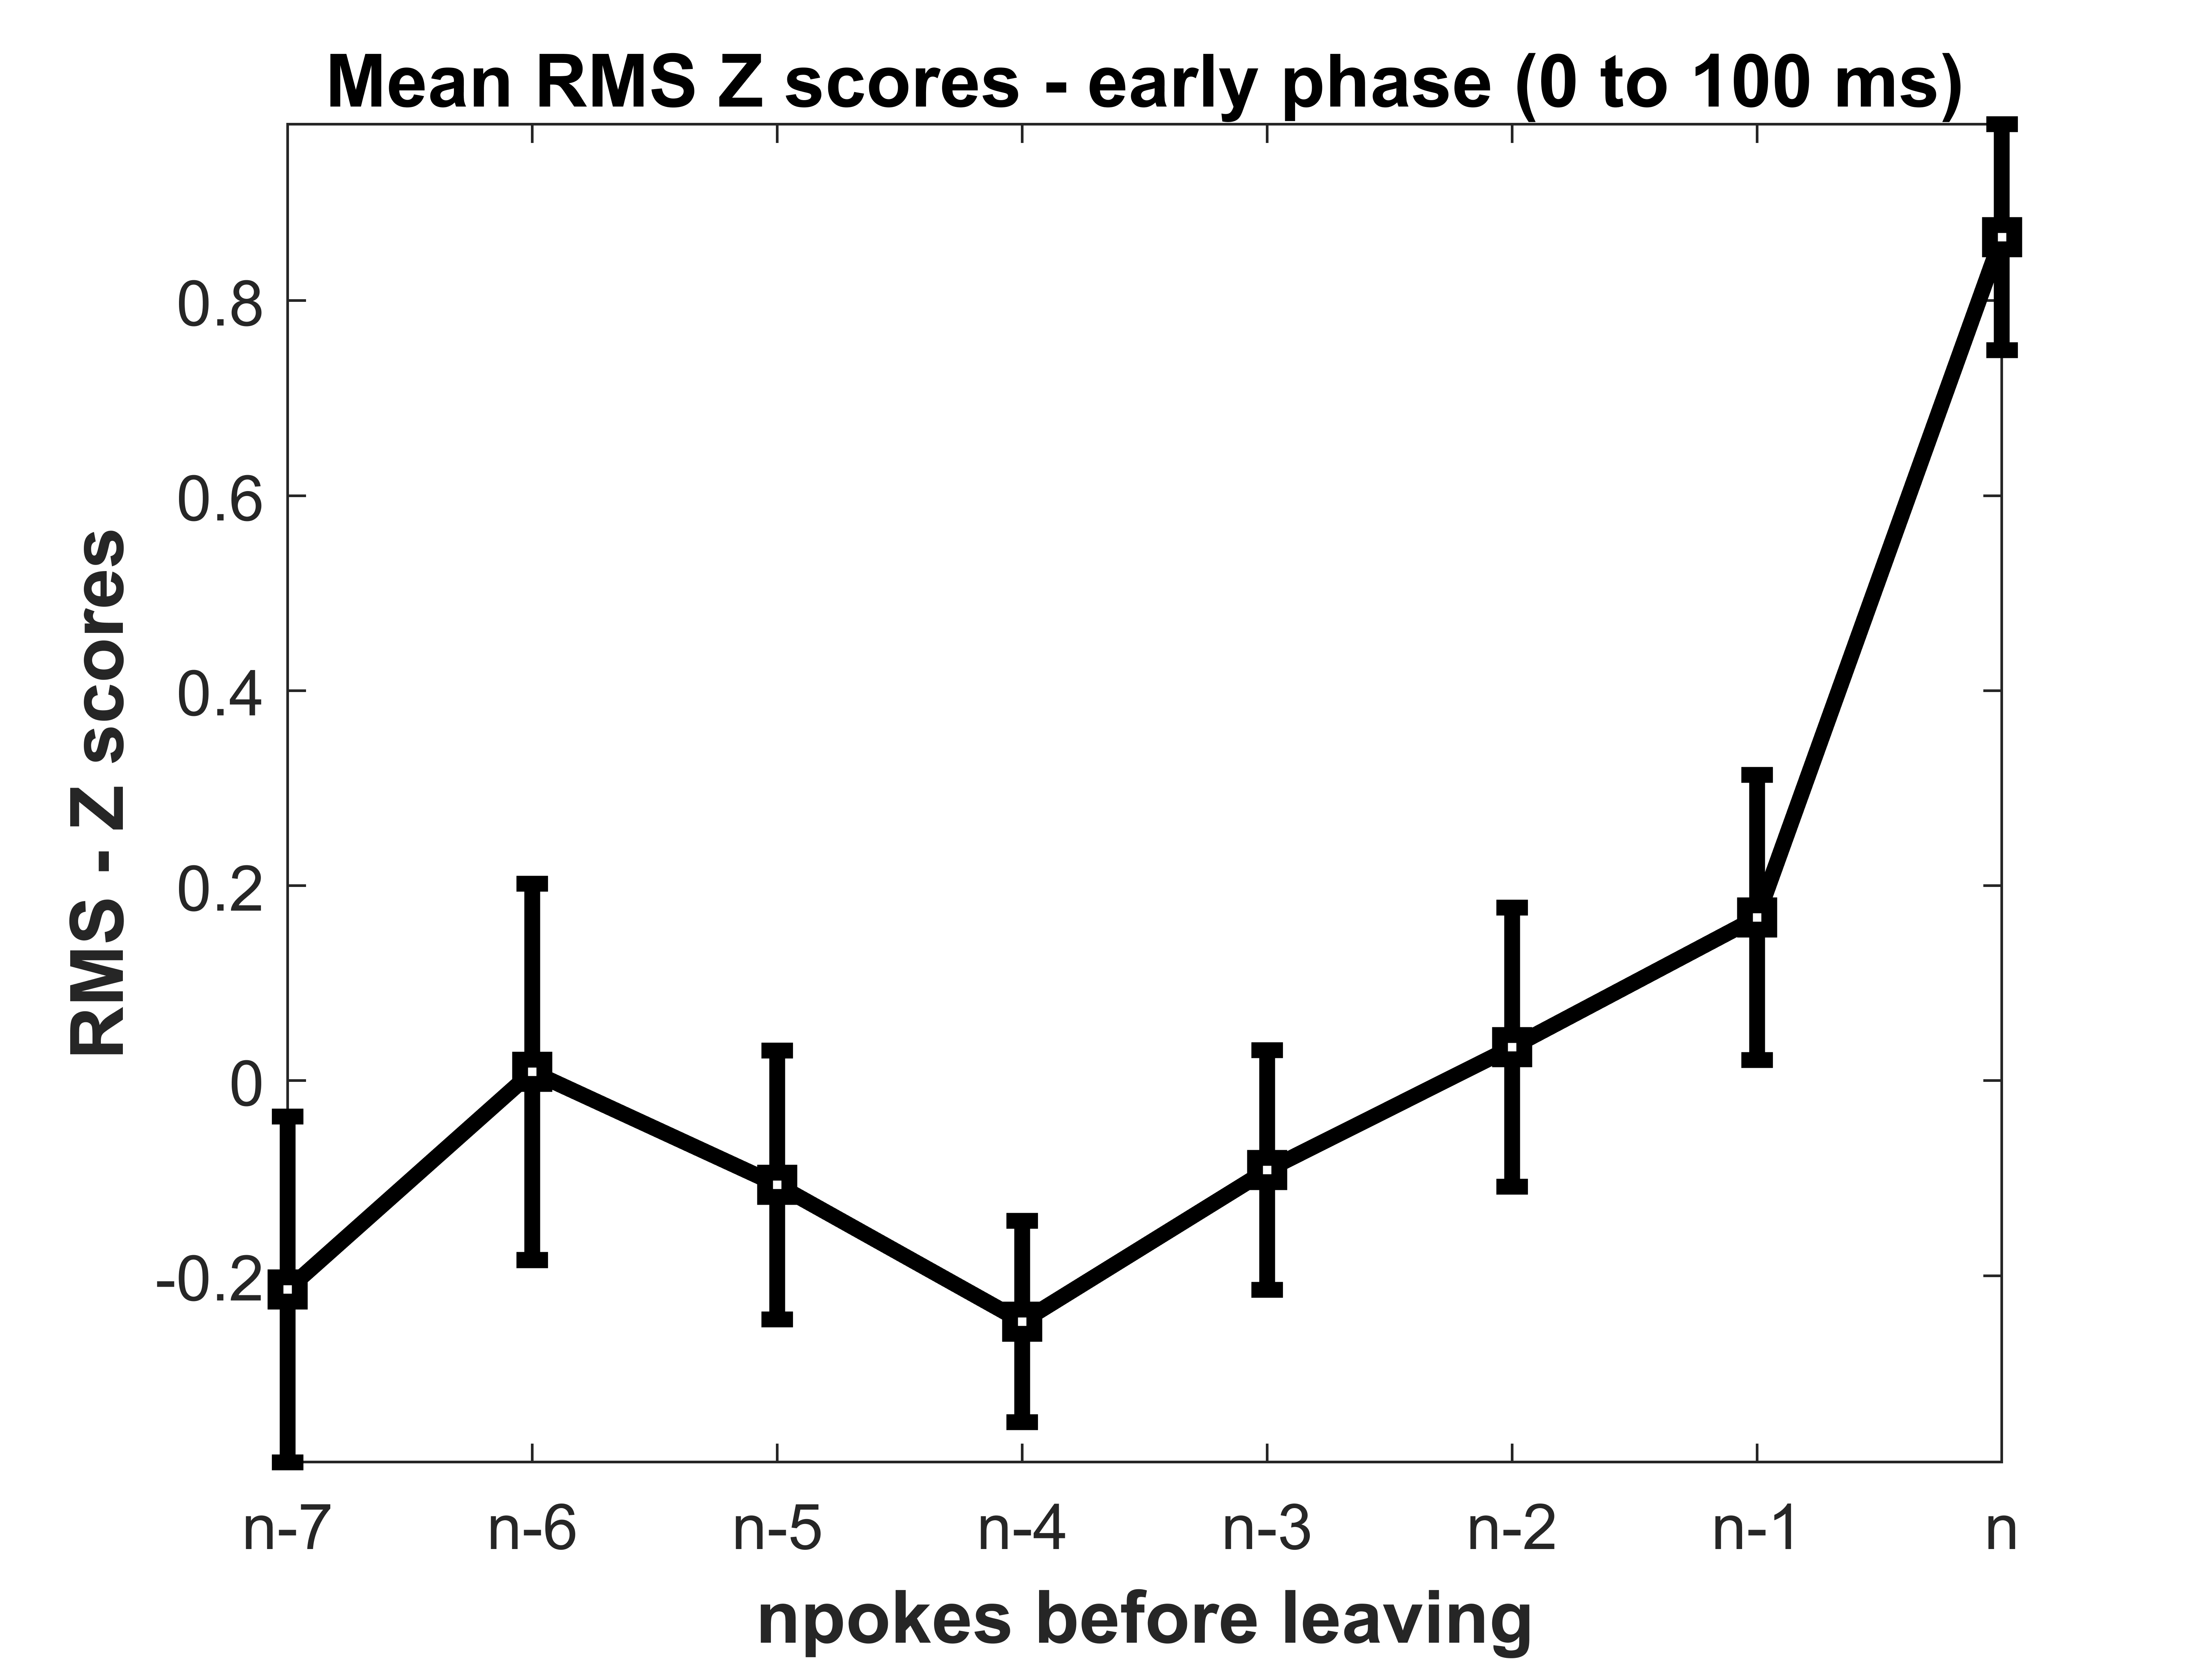 Mean RMS Z scores - early phase (0 to 100 ms)
RMS - Z scores
0.8
0.6
0.4
0.2
0
-0.2
n-7 n-6 n-5 n-4 n-3 n-2 n-1 n
npokes before leaving